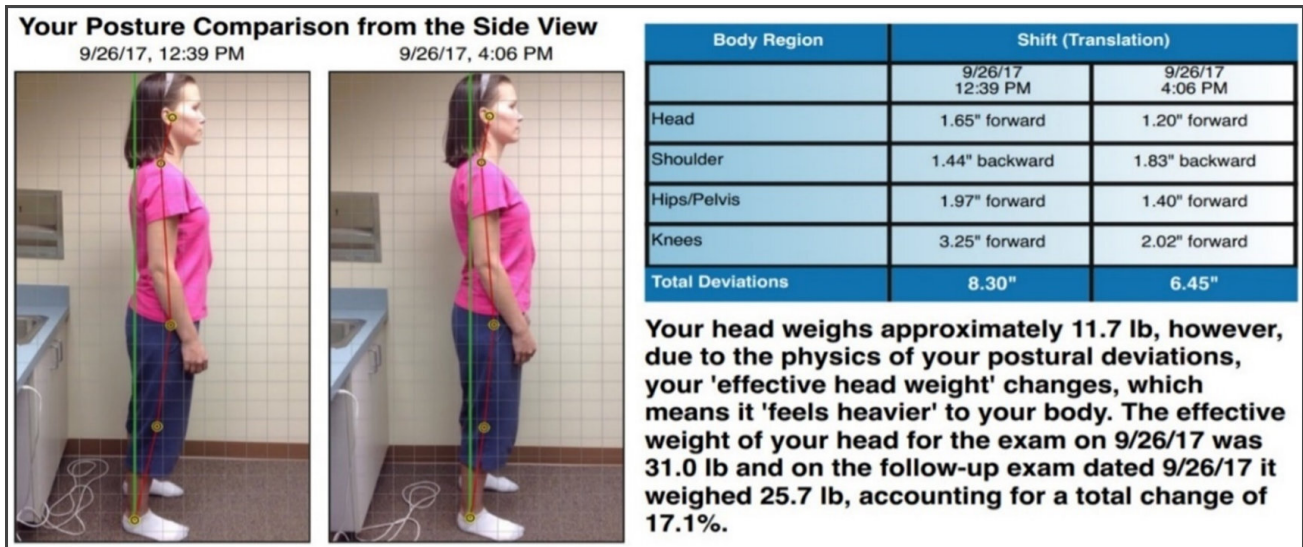 Your Posture Comparison from the Side View
9/26/17, 12:39 PM
9/26/17, 4:06 PM
Body Region
Shift (Translation)
9/26/17
12:39 PM
9/26/17
4:06 PM
Head
1.65" forward
1.20" forward
Shoulder
1.44" backward
1.83" backward
Hips/Pelvis
1.97" forward
1.40" forward
Knees
3.25" forward
2.02" forward
Total Deviations
8.30"
6.45"
Your head weighs approximately 11.7 lb, however,
due to the physics of your postural deviations,
your 'effective head weight' changes, which
means it 'feels heavier' to your body. The effective
weight of your head for the exam on 9/26/17 was
31.0 lb and on the follow-up exam dated 9/26/17 it
weighed 25.7 lb, accounting for a total change of
17.1%.